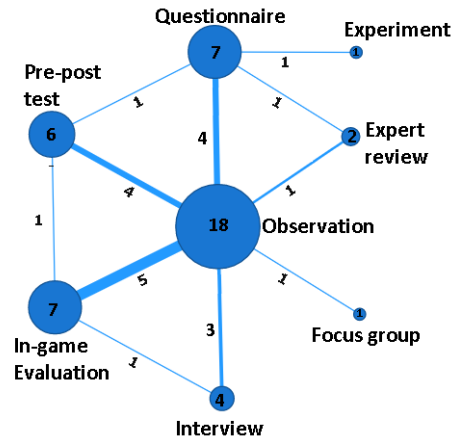 Questionnaire
7
1
1
Experiment
Pre-post
test
6
1
1
4
2
Expert
review
4
1
18
Observation
1
7
5
1
1
Focus group
3
In-game
Evaluation
1
4
Interview